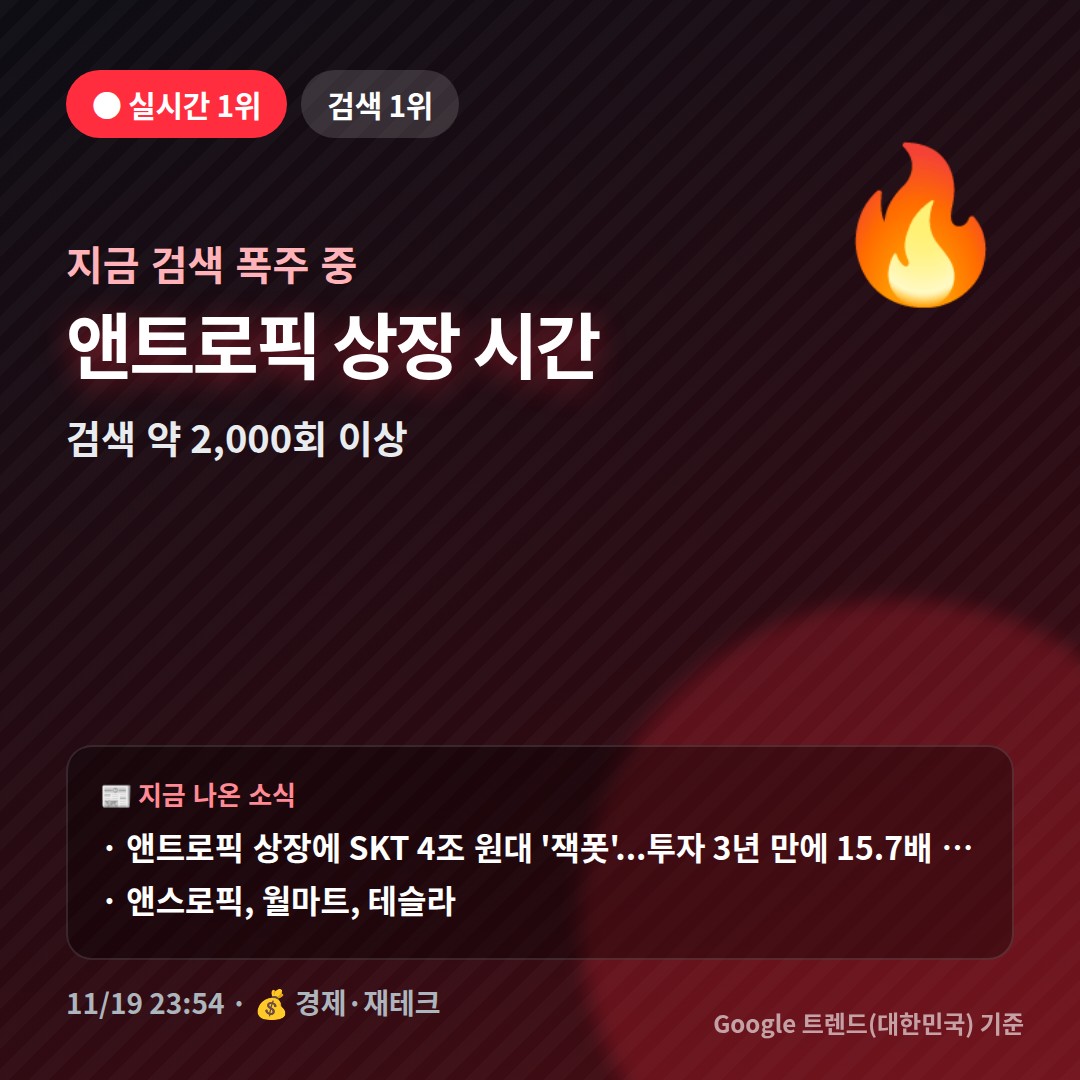 실시간 1위
검색 1위
지금 검색 폭주 중
앤트로픽 상장 시간
검색 약 2,000회 이상
📰 지금 나온 소식
· 앤트로픽 상장에 SKT 4조 원대 '잭폿'...투자 3년 만에 15.7배 …
· 앤스로픽, 월마트, 테슬라
11/19 23:54 · 💰 경제·재테크
Google 트렌드(대한민국) 기준